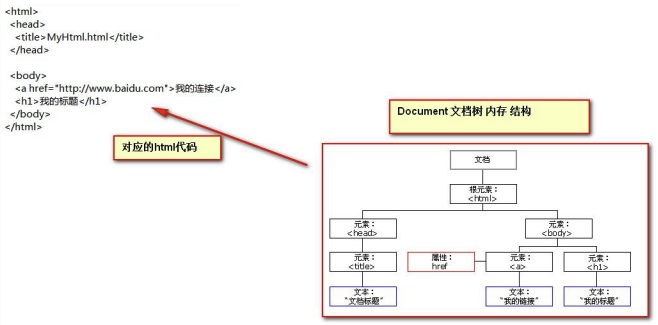 <html>
<head>
<title>MyHtml.html</title>
</head>
<body>
<a href="http://www.baidu.com">我的连接</a>
<h1>我的标题</h1>
</body>
</html>
对应的html代码
Document 文档树 内存 结构
文档
根元素：
<html>
元素：
<head>
元素：
<body>
元素：
<title>
属性：
href
元素：
<a>
元素：
<h1>
文本：
"文档标题"
文本：
"我的链接"
文本：
"我的标题"